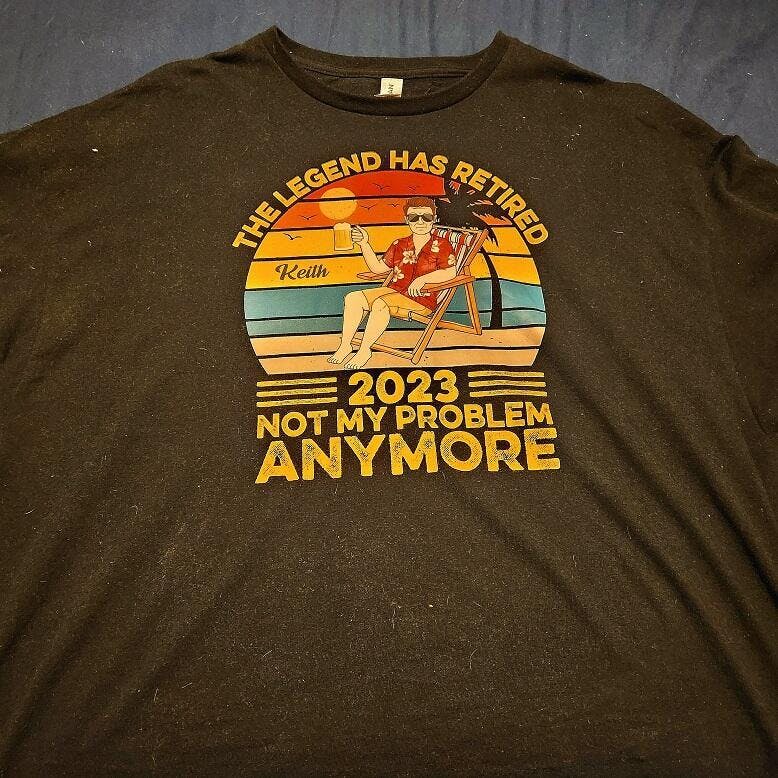 THE LEGEND HAS RETIRED
Keith
2023
NOT MY PROBLEM
ANYMORE